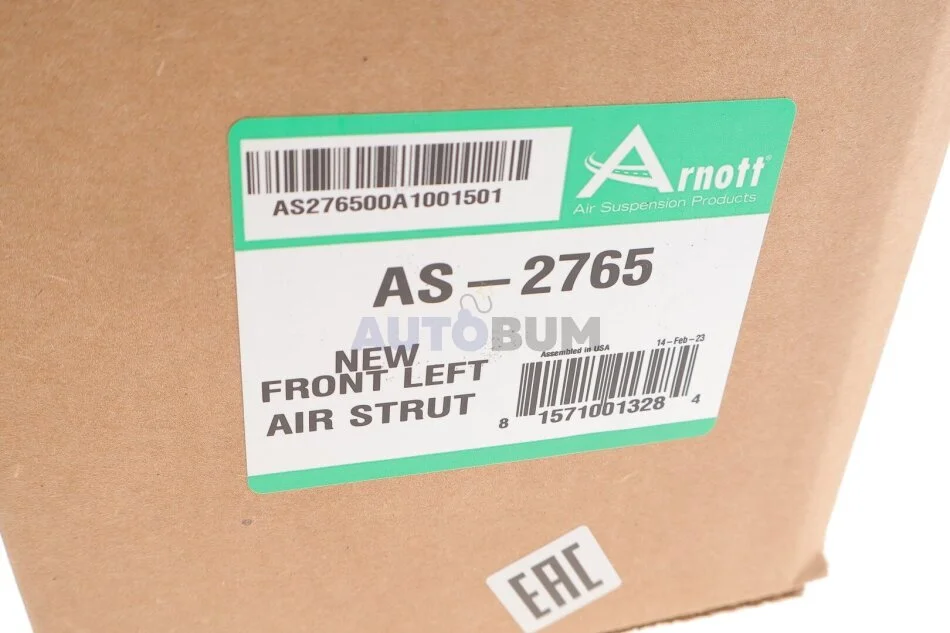 AS276500A1001501
Arnott®
Air Suspension Products
AS-2765
AUTOBUM
NEW
FRONT LEFT
AIR STRUT
Assembled in USA
14-Feb-23
8 1571001328 4
EAC